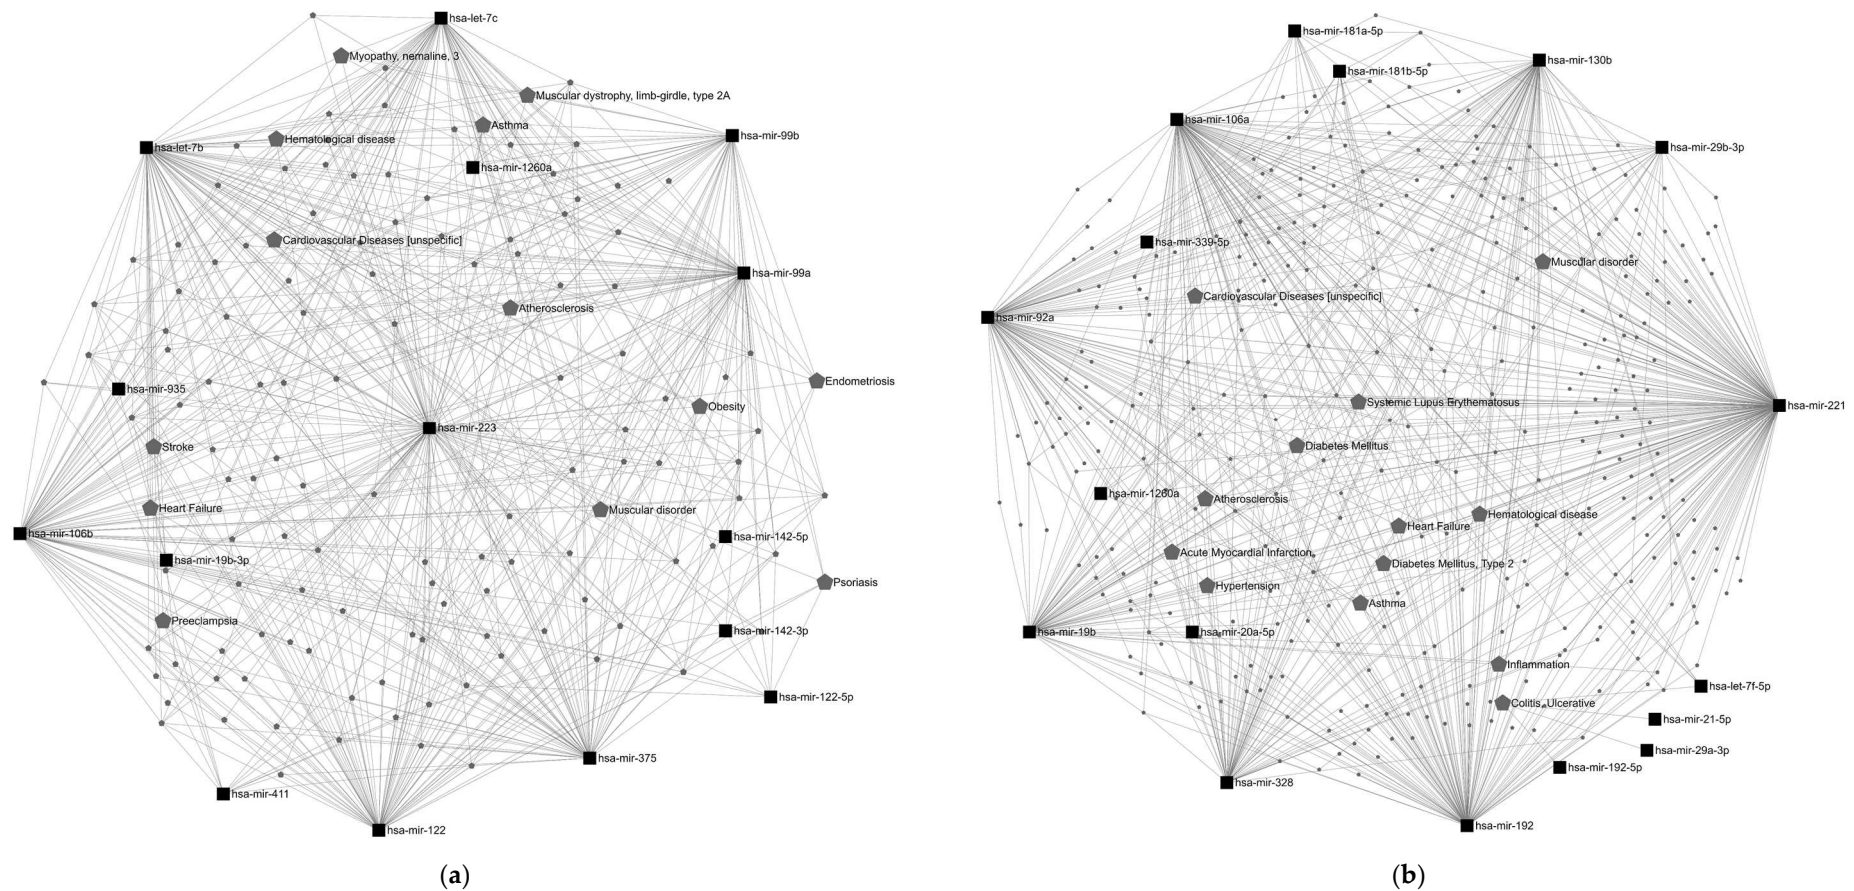 hsa-let-7c
Myopathy, nemaline, 3
Muscular dystrophy, limb-girdle, type 2A
Asthma
hsa-mir-99b
Hematological disease
hsa-let-7b
hsa-mir-1260a
Cardiovascular Diseases [unspecific]
hsa-mir-99a
Atherosclerosis
Endometriosis
hsa-mir-935
Obesity
hsa-mir-223
Stroke
Heart Failure
Muscular disorder
hsa-mir-106b
hsa-mir-142-5p
hsa-mir-19b-3p
Psoriasis
Preeclampsia
hsa-mir-142-3p
hsa-mir-122-5p
hsa-mir-375
hsa-mir-411
hsa-mir-122
(a)
hsa-mir-181a-5p
hsa-mir-130b
hsa-mir-181b-5p
hsa-mir-106a
hsa-mir-29b-3p
hsa-mir-339-5p
Muscular disorder
Cardiovascular Diseases [unspecific]
hsa-mir-92a
Systemic Lupus Erythematosus
hsa-mir-221
Diabetes Mellitus
hsa-mir-1260a
Atherosclerosis
Hematological disease
Heart Failure
Acute Myocardial Infarction
Diabetes Mellitus, Type 2
Hypertension
Asthma
hsa-mir-19b
hsa-mir-20a-5p
Inflammation
hsa-let-7f-5p
Colitis, Ulcerative
hsa-mir-21-5p
hsa-mir-29a-3p
hsa-mir-192-5p
hsa-mir-328
hsa-mir-192
(b)